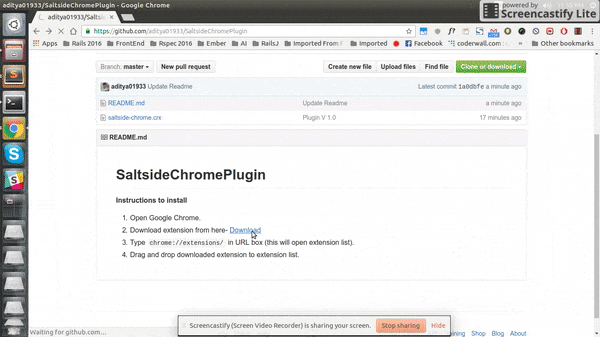 aditya01933/SaltsideChromePlugin - Google Chrome
powered by
Screencastify Lite
aditya01933/Saltside
https://github.com/aditya01933/SaltsideChromePlugin
Apps Bookmarks Rails 2016 FrontEnd Rspec 2016 Ember AI RailsJ Imported From F master Facebook coderwall.com Other bookmarks
Branch: master New pull request Create new file Upload files Find file Clone or download
aditya01933 Update Readme Latest commit 1a0dbfe a minute ago
README.md Update Readme a minute ago
saltside-chrome.crx Plugin V 1.0 17 minutes ago
README.md
SaltsideChromePlugin
Instructions to install
1. Open Google Chrome.
2. Download extension from here- Download
3. Type chrome://extensions/ in URL box (this will open extension list).
4. Drag and drop downloaded extension to extension list.
Screencastify (Screen Video Recorder) is sharing your screen. Stop sharing Hide
Waiting for github.com...
Training Shop Blog About